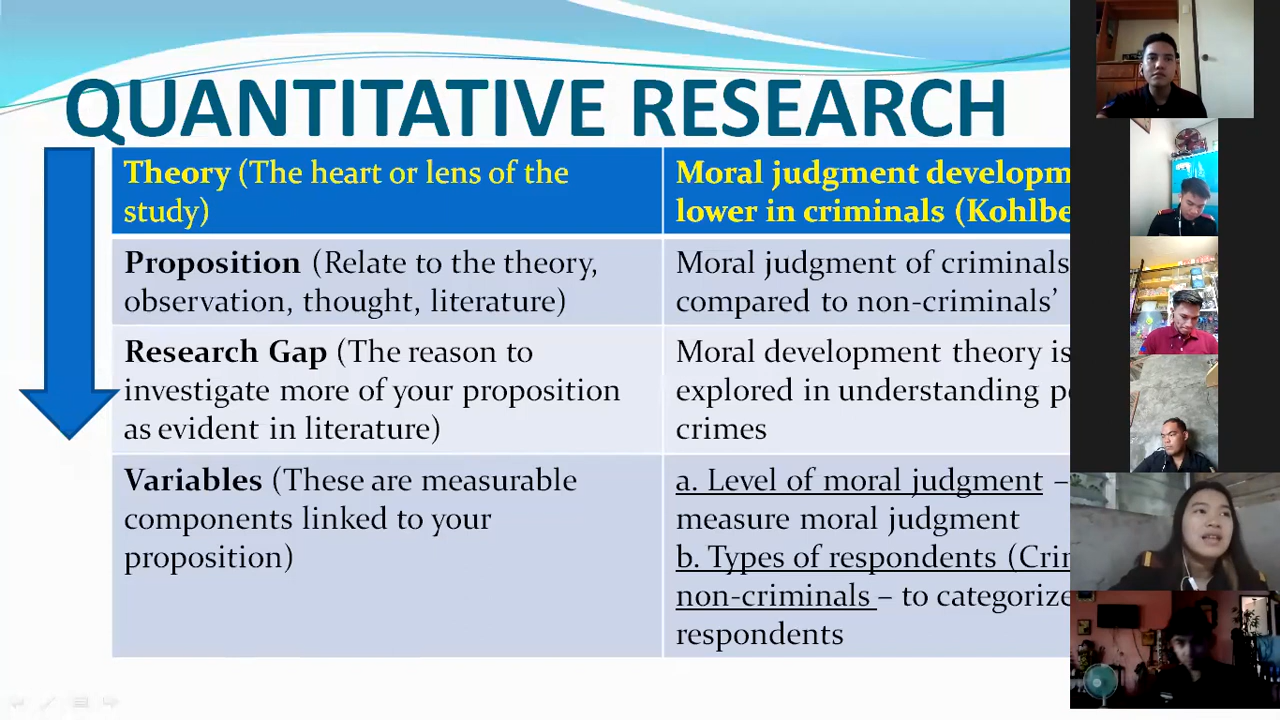 QUANTITATIVE RESEARCH
Theory (The heart or lens of the
study)
Moral judgment
lower in criminals
Proposition (Relate to the theory,
observation, thought, literature)
Moral judgment of criminals
compared to non-criminals’
Research Gap (The reason to
investigate more of your proposition
as evident in literature)
Moral development theory is
explored in understanding
crimes
Variables (These are measurable
components linked to your
proposition)
a. Level of moral judgment –
measure moral judgment
b. Types of respondents
non-criminals – to
respondents